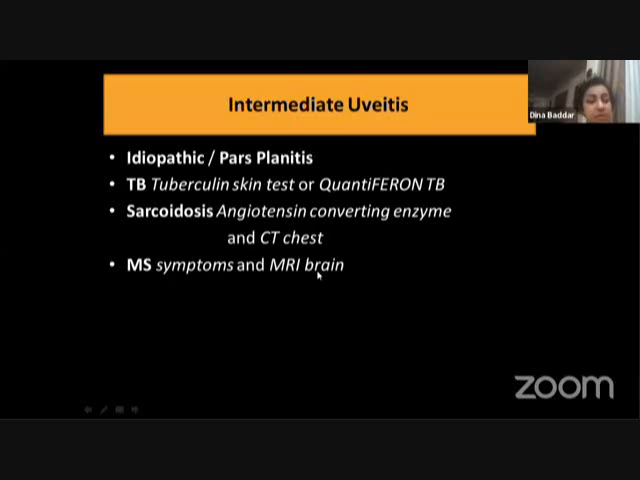 Intermediate Uveitis
Dina Baddar
• Idiopathic / Pars Planitis
• TB Tuberculin skin test or QuantiFERON TB
• Sarcoidosis Angiotensin converting enzyme
and CT chest
• MS symptoms and MRI brain
zoom